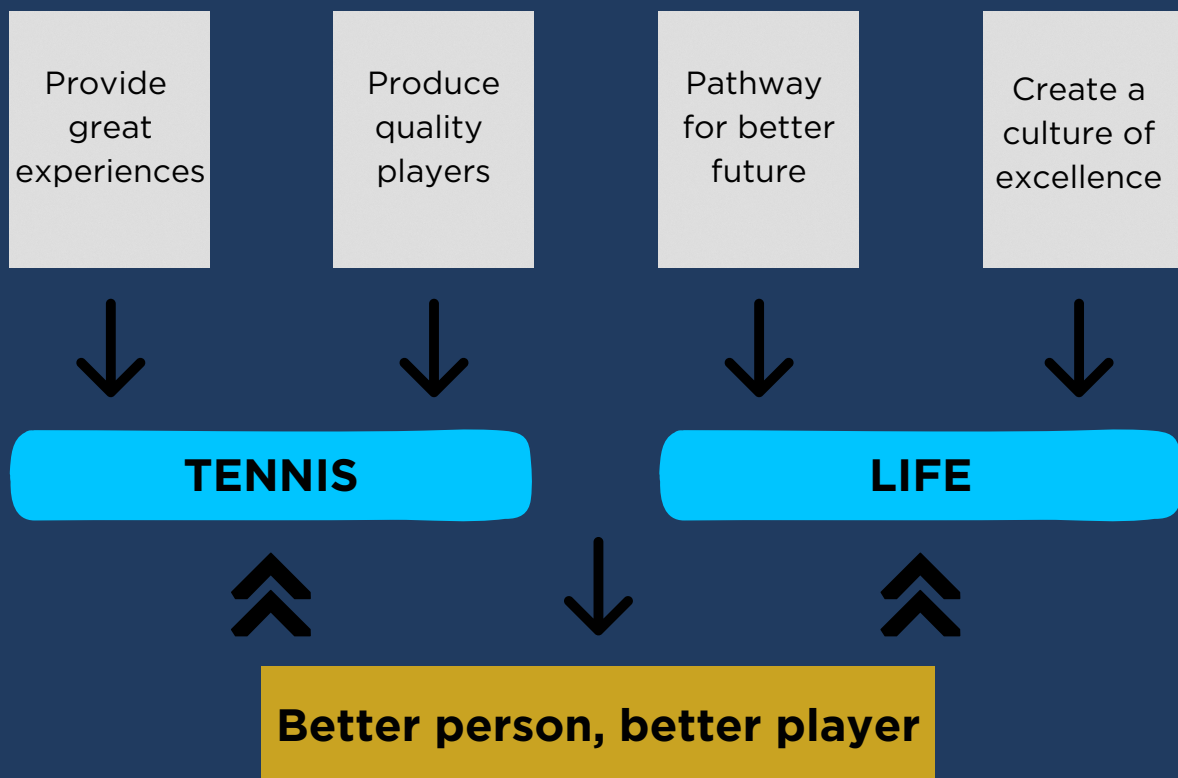 Provide
great
experiences
Produce
quality
players
Pathway
for better
future
Create a
culture of
excellence
TENNIS
LIFE
Better person, better player